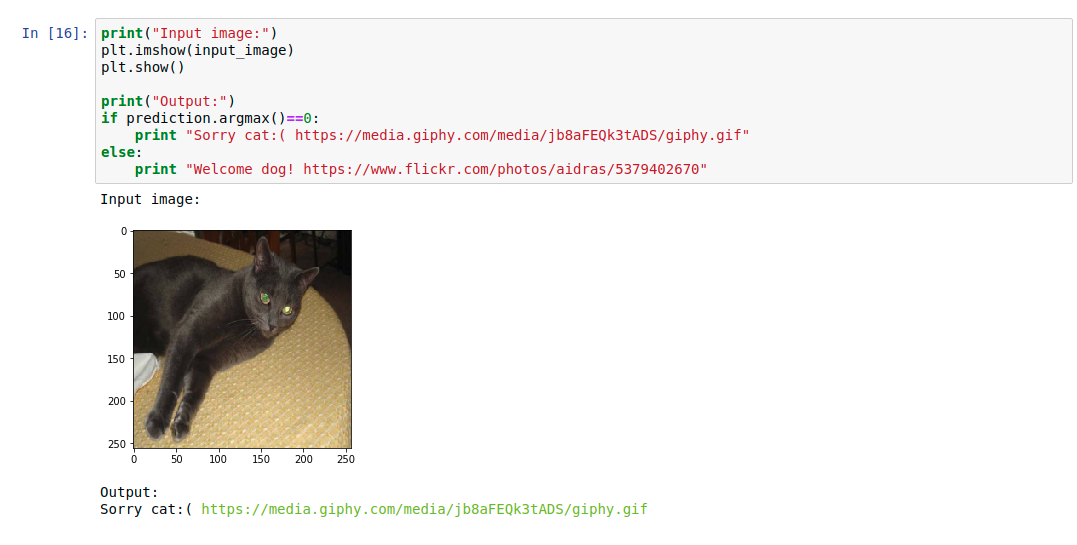 In [16]: print("Input image:")
plt.imshow(input_image)
plt.show()
print("Output:")
if prediction.argmax()==0:
    print "Sorry cat:( https://media.giphy.com/media/jb8aFEQk3tADS/giphy.gif"
else:
    print "Welcome dog! https://www.flickr.com/photos/aidras/5379402670"
Input image:
0
50
100
150
200
250
0 50 100 150 200 250
Output:
Sorry cat:( https://media.giphy.com/media/jb8aFEQk3tADS/giphy.gif